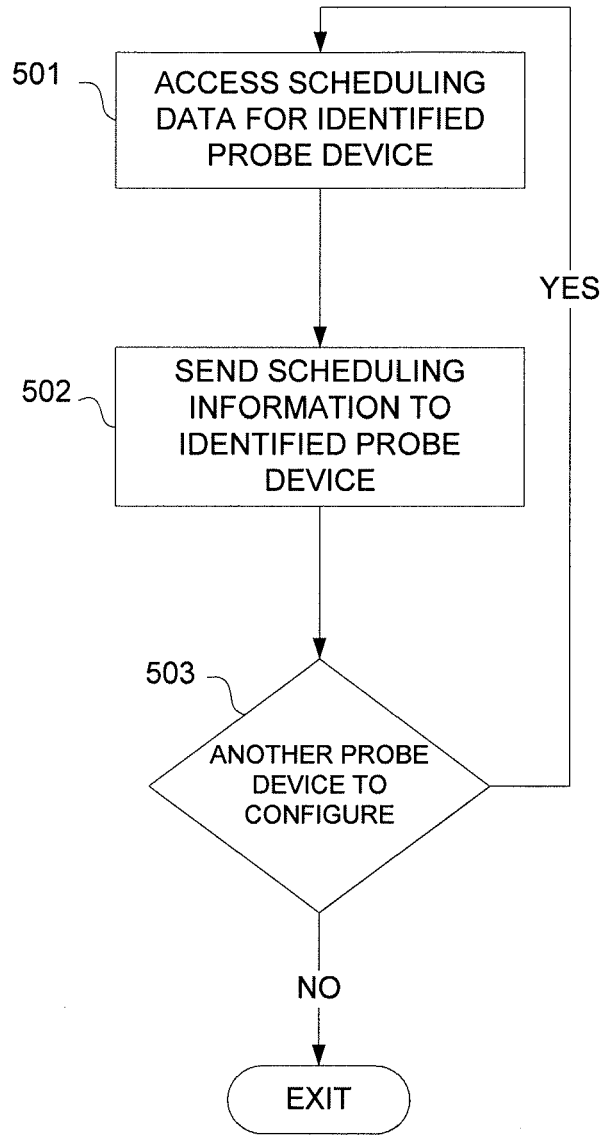 501
ACCESS SCHEDULING
DATA FOR IDENTIFIED
PROBE DEVICE
YES
502
SEND SCHEDULING
INFORMATION TO
IDENTIFIED PROBE
DEVICE
503
ANOTHER PROBE
DEVICE TO
CONFIGURE
NO
EXIT